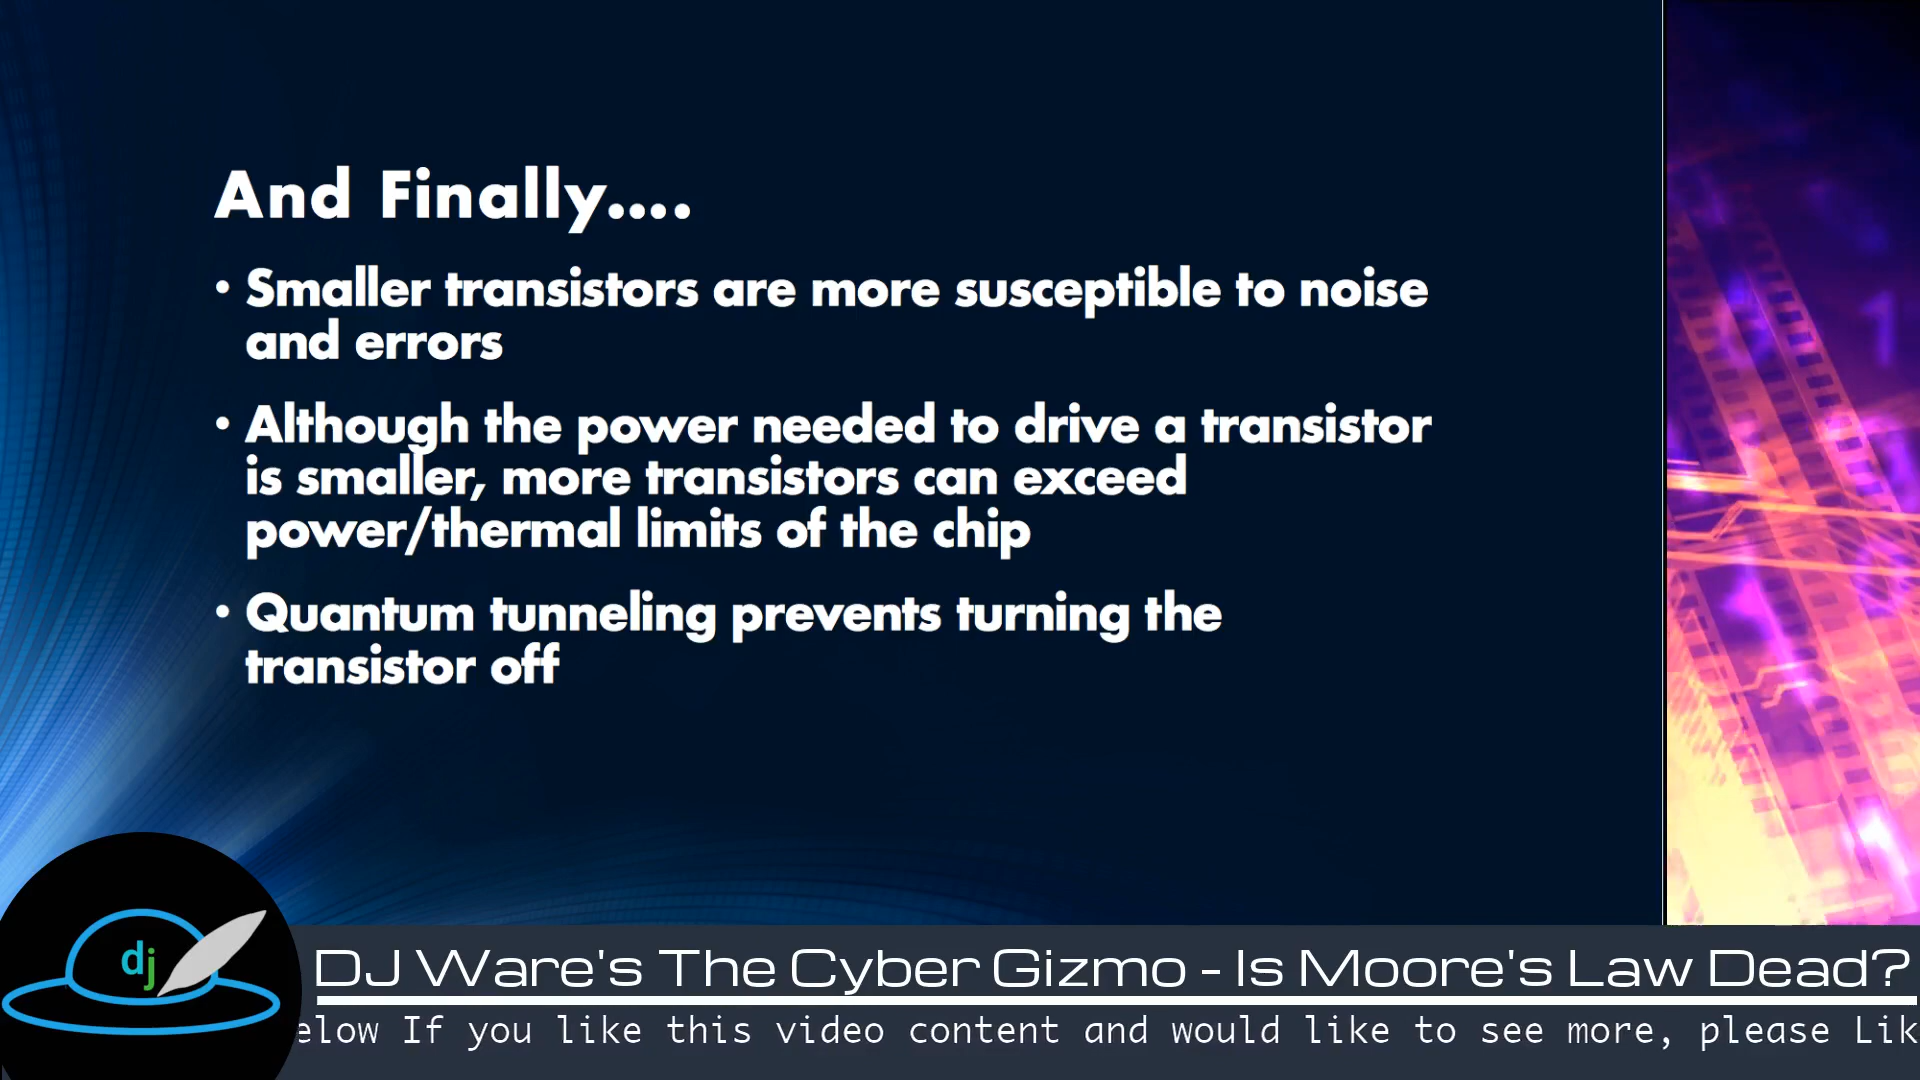 And Finally....
• Smaller transistors are more susceptible to noise
and errors
• Although the power needed to drive a transistor
is smaller, more transistors can exceed
power/thermal limits of the chip
• Quantum tunneling prevents turning the
transistor off
dj
DJ Ware's The Cyber Gizmo - Is Moore's Law Dead?
elow If you like this video content and would like to see more, please Lik